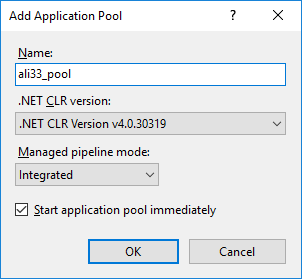 Add Application Pool
Name:
ali33_pool
.NET CLR version:
.NET CLR Version v4.0.30319
Managed pipeline mode:
Integrated
Start application pool immediately
OK Cancel